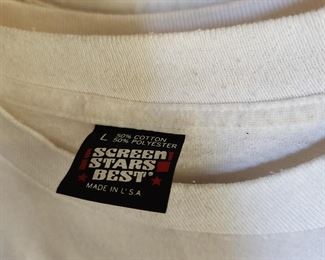 L 50% COTTON
50% POLYESTER
SCREEN
STARS
BEST®
MADE IN U.S.A